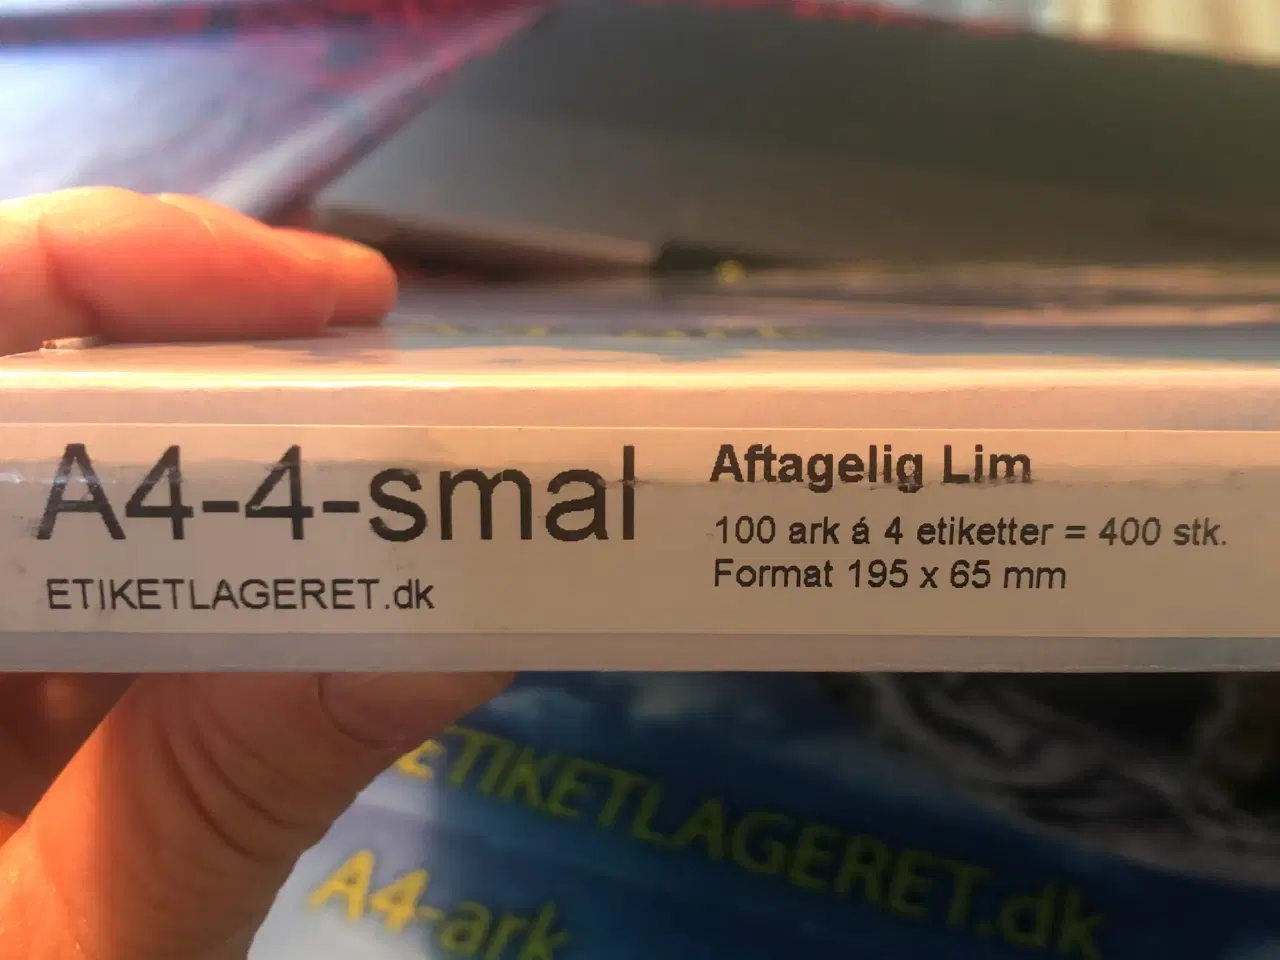 A4-4-smal
ETIKETLAGERET.dk
Aftagelig Lim
100 ark á 4 etiketter = 400 stk.
Format 195 x 65 mm
ETIKETLAGERET.dk
A4-ark